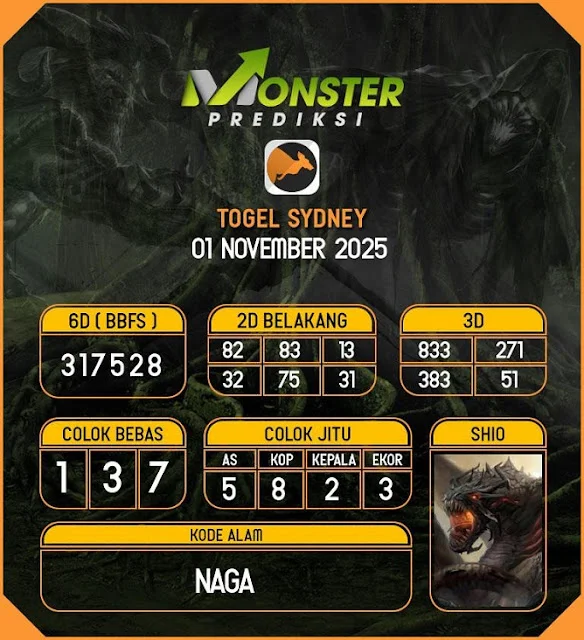 MONSTER
PREDIKSI
TOGEL SYDNEY
01 NOVEMBER 2025
6D ( BBFS )
317528
2D BELAKANG
82 83 13
32 75 31
3D
833 271
383 51
COLOK BEBAS
1 3 7
COLOK JITU
AS KOP KEPALA EKOR
5 8 2 3
SHIO
KODE ALAM
NAGA